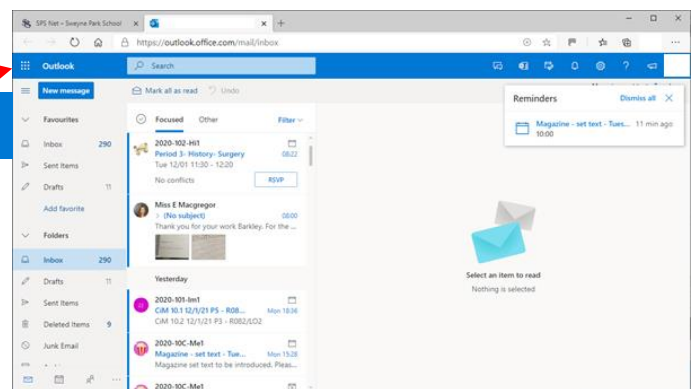 SPS Net - Sweyne Park School
https://outlook.office.com/mail/inbox
Outlook
Search
New message
Mark all as read
Undo
Reminders
Dismiss all
Magazine - set text - Tues...
11 min ago
10:00
Favourites
Inbox 290
Sent Items
Drafts 11
Add favorite
Folders
Inbox 290
Drafts 11
Sent Items
Deleted Items 9
Junk Email
Focused
Other
Filter
2020-102-Hi1
Period 3- History- Surgery 08:22
Tue 12/01 11:30 - 12:20
No conflicts
RSVP
Miss E Macgregor
> (No subject) 08:00
Thank you for your work Barkley. For the ...
Yesterday
2020-101-Im1
CiM 10.1 12/1/21 P5 - R08... Mon 18:36
CiM 10.2 12/1/21 P3 - R082/LO2
2020-10C-Me1
Magazine - set text - Tue... Mon 15:28
Magazine set text to be introduced. Pleas...
2020-10C-Me1
Select an item to read
Nothing is selected